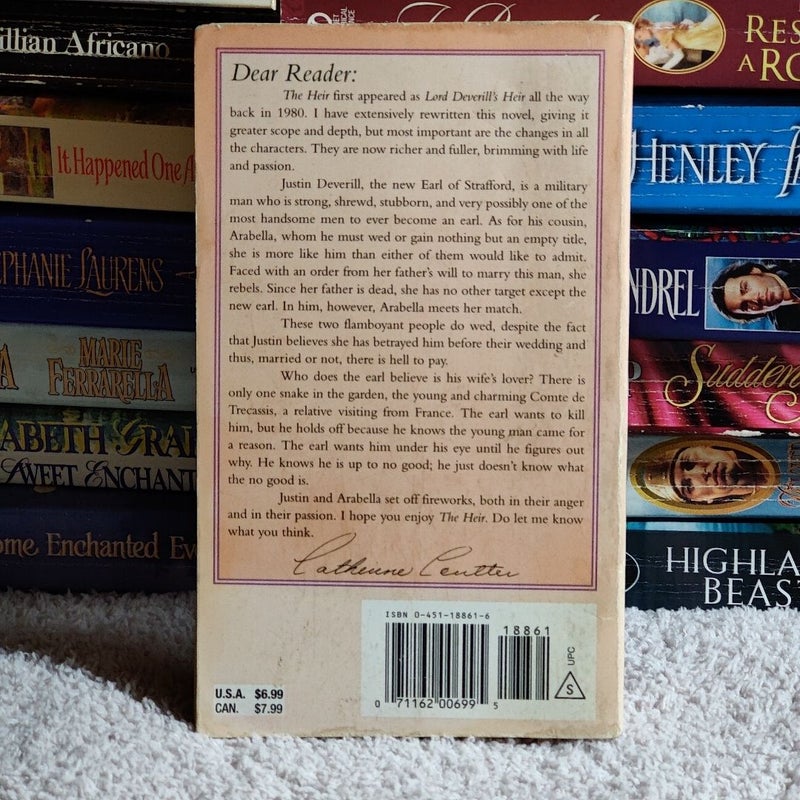 Dear Reader:
The Heir first appeared as Lord Deverill's Heir all the way
back in 1980. I have extensively rewritten this novel, giving it
greater scope and depth, but most important are the changes in all
the characters. They are now richer and fuller, brimming with life
and passion.
Justin Deverill, the new Earl of Strafford, is a military
man who is strong, shrewd, stubborn, and very possibly one of the
most handsome men to ever become an earl. As for his cousin,
Arabella, whom he must wed or gain nothing but an empty title,
she is more like him than either of them would like to admit.
Faced with an order from her father's will to marry this man, she
rebels. Since her father is dead, she has no other target except the
new earl. In him, however, Arabella meets her match.
These two flamboyant people do wed, despite the fact
that Justin believes she has betrayed him before their wedding and
thus, married or not, there is hell to pay.
Who does the earl believe is his wife's lover? There is
only one snake in the garden, the young and charming Comte de
Trecassis, a relative visiting from France. The earl wants to kill
him, but he holds off because he knows the young man came for
a reason. The earl wants him under his eye until he figures out
why. He knows he is up to no good; he just doesn't know what
the no good is.
Justin and Arabella set off fireworks, both in their anger
and in their passion. I hope you enjoy The Heir. Do let me know
what you think.
Catherine Coulter
ISBN 0-451-18861-6
18861
UPC
S
0 71162 00699 5
U.S.A. $6.99
CAN. $7.99
illian Africano
It Happened One
PHANIE LAURENS
MARIE
FERRARELLA
ABETH GRA
SWEET ENCHANT
ome Enchanted Ev
RES
A RO
HENLEY
NDREL
Sudden
HIGHLA
BEAS